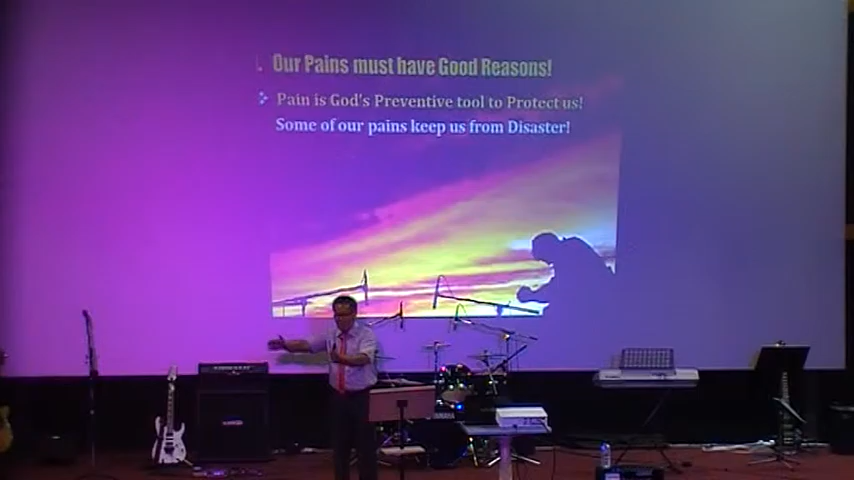 Our Pains must have Good Reasons!
Pain is God's Preventive tool to Protect us!
Some of our pains keep us from Disaster!